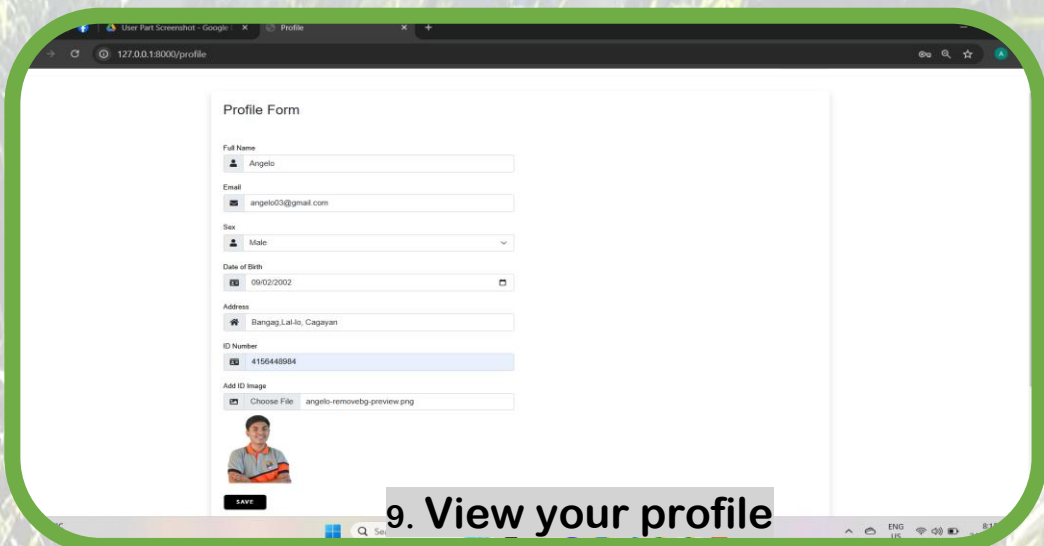 User Part Screenshot - Google
Profile
127.0.0.1:8000/profile
A
Profile Form
Full Name
Angelo
Email
angelo03@gmail.com
Sex
Male
Date of Birth
09/02/2002
Address
Bangag,Lal-lo, Cagayan
ID Number
4156448984
Add ID Image
Choose File angelo-removebg-preview.png
SAVE
9. View your profile
ENG
US